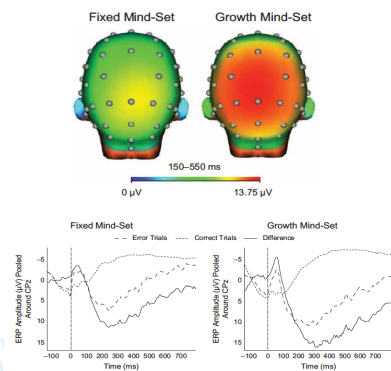 Fixed Mind-Set Growth Mind-Set
150–550 ms
0 µV 13.75 µV
Fixed Mind-Set Growth Mind-Set
Error Trials Correct Trials Difference
ERP Amplitude (µV) Pooled
Around CPz
–5
0
5
10
15
–100 0 100 200 300 400 500 600 700
Time (ms)
ERP Amplitude (µV) Pooled
Around CPz
–5
0
5
10
15
–100 0 100 200 300 400 500 600 700
Time (ms)